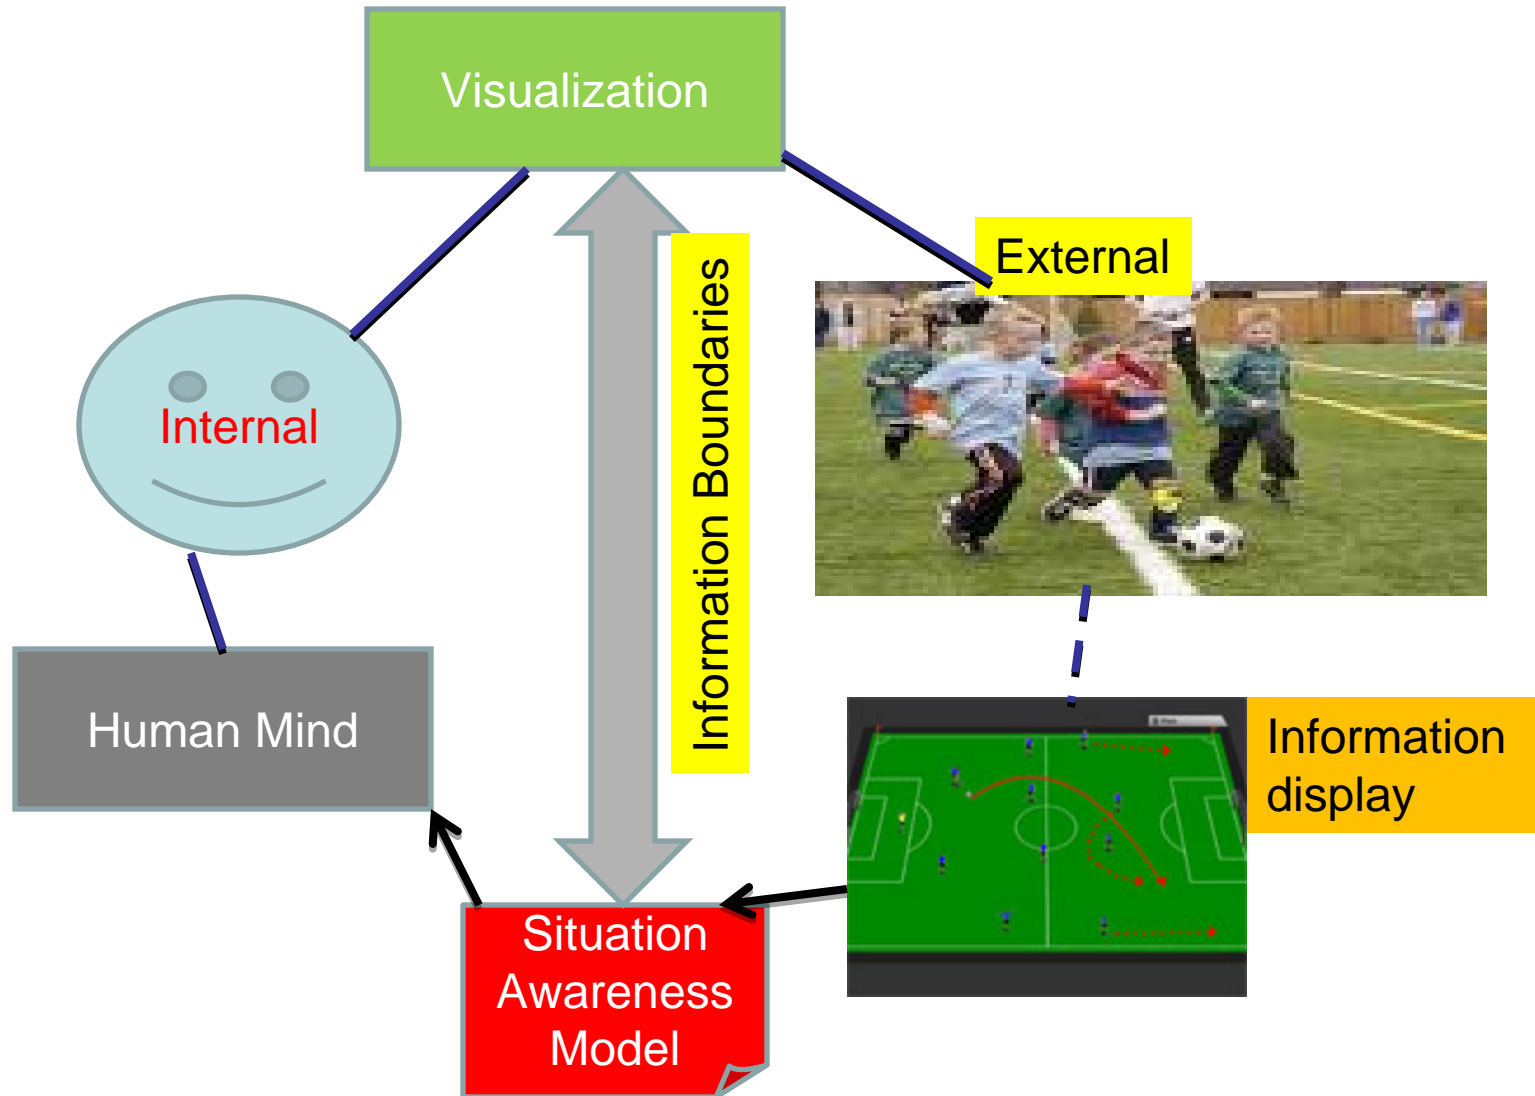 Visualization
External
Internal
Information Boundaries
Human Mind
Information
display
Situation
Awareness
Model